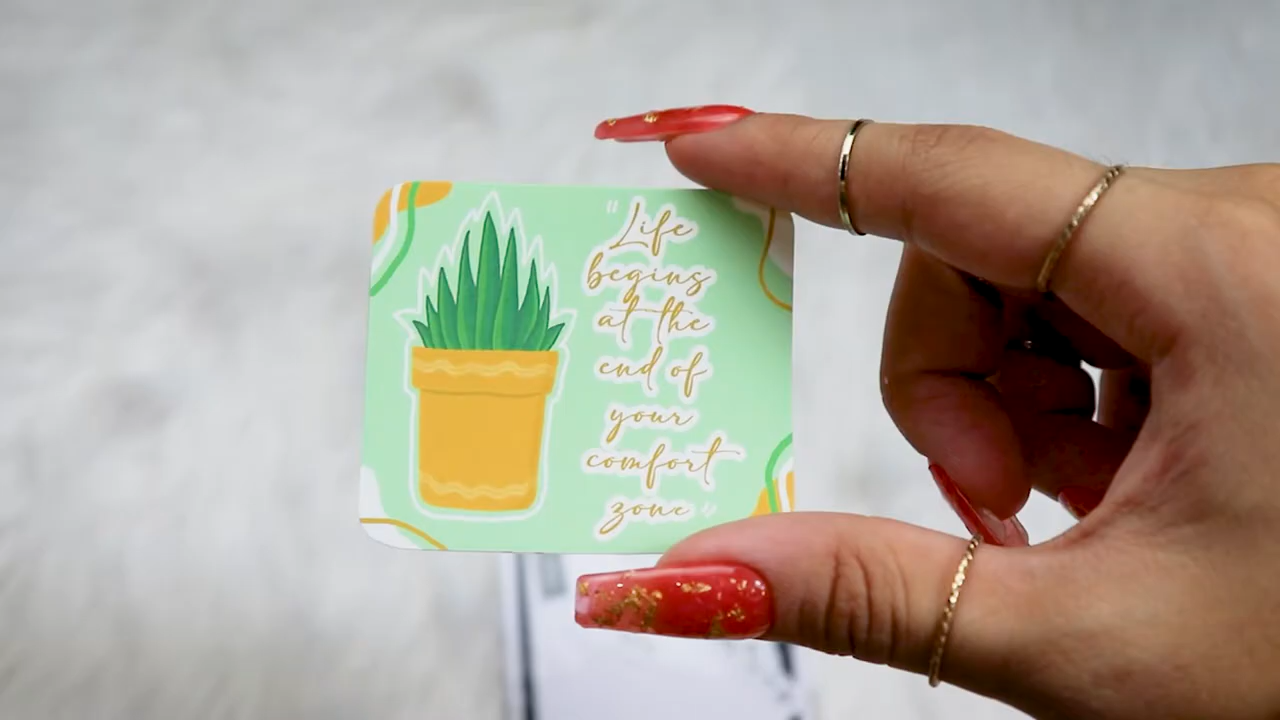 "Life
begins
at the
end of
your
comfort
zone"